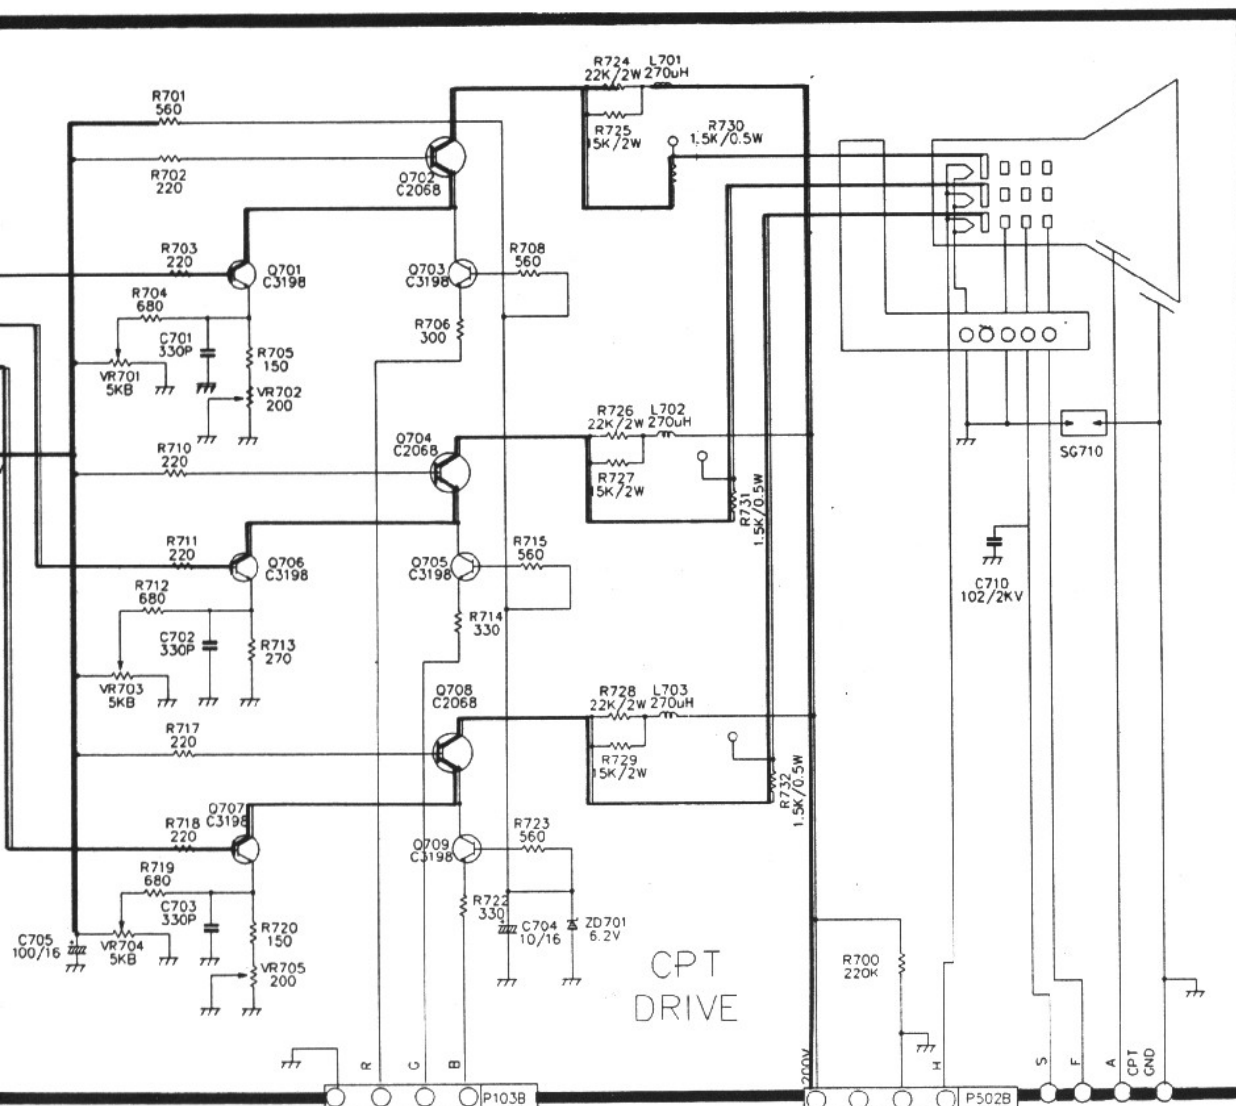 R724
22K/2W
L701
270uH
R701
560
R725
15K/2W
R730
1.5K/0.5W
R702
220
Q702
C2068
R703
220
Q701
C3198
Q703
C3198
R708
560
R704
680
C701
330P
R705
150
R706
300
VR701
5KB
VR702
200
R710
220
Q704
C2068
R726
22K/2W
L702
270uH
R727
15K/2W
R731
1.5K/0.5W
SG710
R711
220
Q706
C3198
Q705
C3198
R715
560
C710
102/2KV
R712
680
C702
330P
R713
270
R714
330
VR703
5KB
R717
220
Q708
C2068
R728
22K/2W
L703
270uH
R729
15K/2W
R732
1.5K/0.5W
Q707
C3198
R718
220
Q709
C3198
R723
560
R719
680
C703
330P
R720
150
R722
330
C704
10/16
ZD701
6.2V
C705
100/16
VR704
5KB
VR705
200
CPT
DRIVE
R700
220K
R
G
B
200V
H
S
F
A
CPT
GND
P103B
P502B